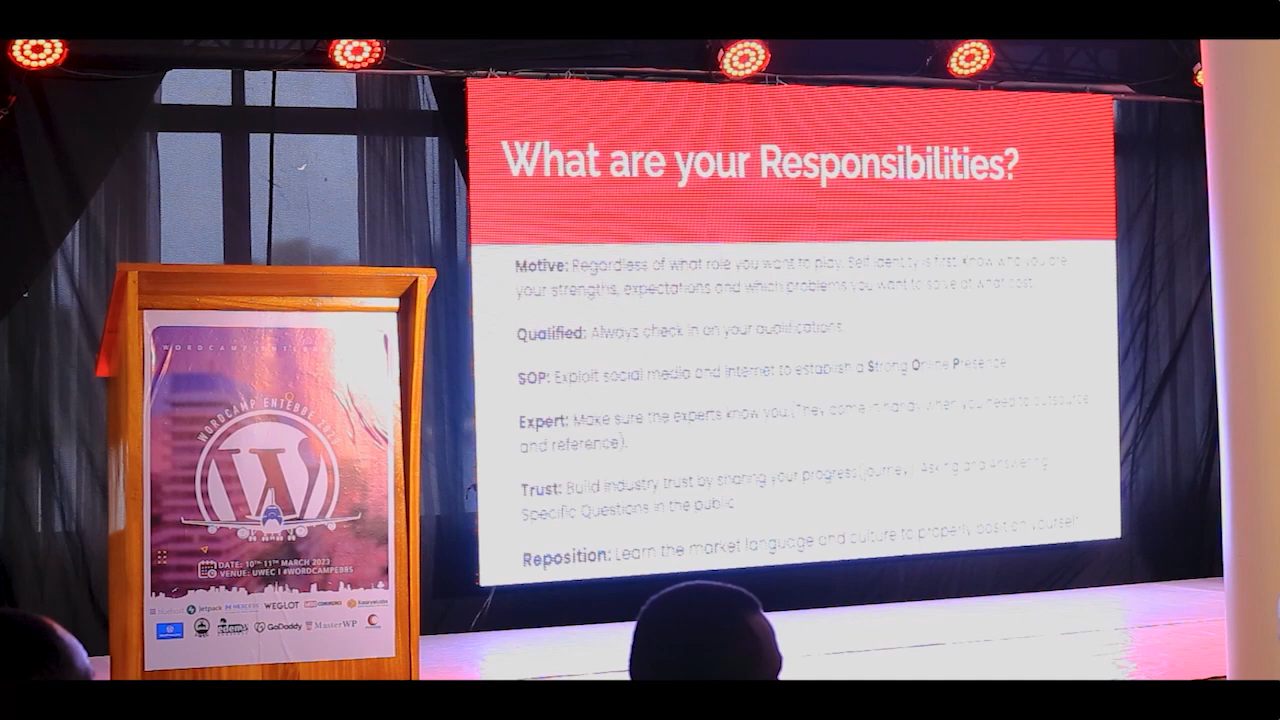 What are your Responsibilities?
Motive: Regardless of what role you want to play, Self identity is first. Know who you are
your strengths, expectations and which problems you want to solve at what cost
Qualified: Always check in on your qualifications
SOP: Exploit social media and internet to establish a Strong Online Presence
Expert: Make sure the experts know you.(They come in handy when you need to outsource
and reference).
Trust: Build industry trust by sharing your progress(journey). Asking and Answering
Specific Questions in the public
Reposition: Learn the market language and culture to properly position yourself
WORDCAMP ENTEBBE 2023
DATE: 10TH 11TH MARCH 2023
VENUE: UWEC | #WORDCAMPEBB5
bluehost Jetpack WEGLOT WOO COMMERCE
GoDaddy MasterWP